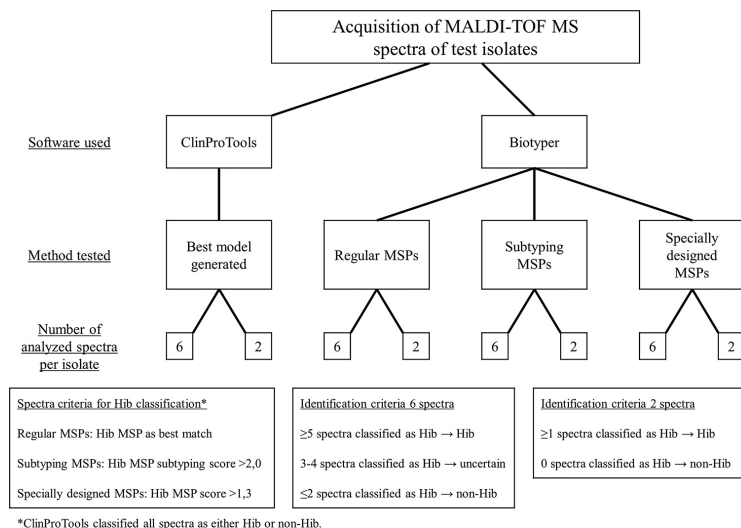 Acquisition of MALDI-TOF MS
spectra of test isolates
Software used
ClinProTools
Biotyper
Method tested
Best model
generated
Regular MSPs
Subtyping
MSPs
Specially
designed
MSPs
Number of
analyzed spectra
per isolate
6
2
6
2
6
2
6
2
Spectra criteria for Hib classification*
Regular MSPs: Hib MSP as best match
Subtyping MSPs: Hib MSP subtyping score >2,0
Specially designed MSPs: Hib MSP score >1,3
Identification criteria 6 spectra
≥5 spectra classified as Hib → Hib
3-4 spectra classified as Hib → uncertain
≤2 spectra classified as Hib → non-Hib
Identification criteria 2 spectra
≥1 spectra classified as Hib → Hib
0 spectra classified as Hib → non-Hib
*ClinProTools classified all spectra as either Hib or non-Hib.